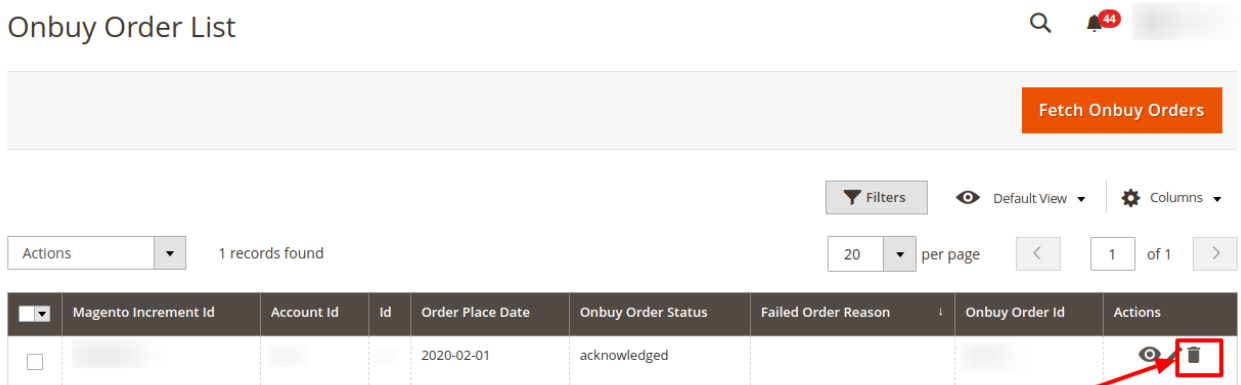 Onbuy Order List
44
Fetch Onbuy Orders
Filters
Default View
Columns
Actions
1 records found
20
per page
1
of 1
Magento Increment Id
Account Id
Id
Order Place Date
Onbuy Order Status
Failed Order Reason
Onbuy Order Id
Actions
2020-02-01
acknowledged